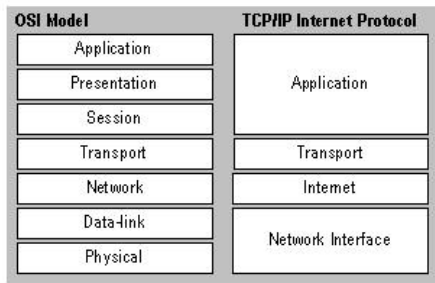 OSI Model
Application
Presentation
Session
Transport
Network
Data-link
Physical
TCP/IP Internet Protocol
Application
Transport
Internet
Network Interface